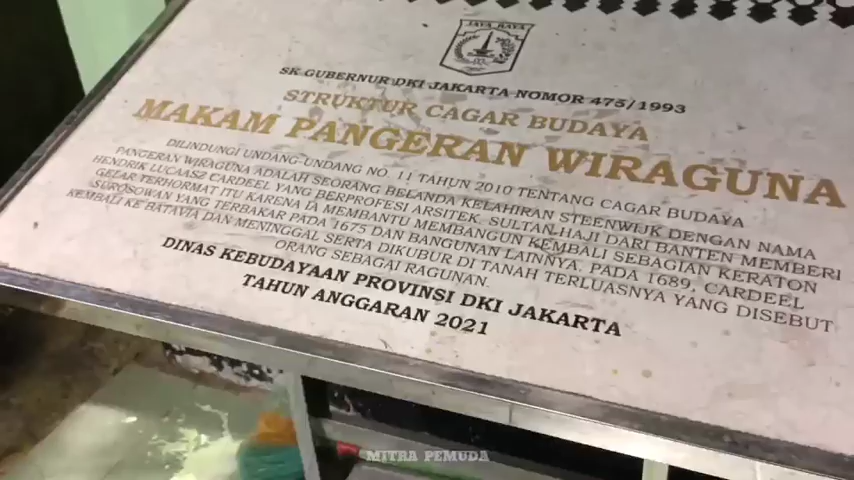 JAYA RAYA
SK GUBERNUR DKI JAKARTA NOMOR 475/1993
STRUKTUR CAGAR BUDAYA
MAKAM PANGERAN WIRAGUNA
DILINDUNGI UNDANG-UNDANG NO. 11 TAHUN 2010 TENTANG CAGAR BUDAYA
PANGERAN WIRAGUNA ADALAH SEORANG BELANDA KELAHIRAN STEENWIJK DENGAN NAMA
HENDRIK LUCAASZ CARDEEL YANG BERPROFESI ARSITEK. SULTAN HAJI DARI BANTEN MEMBERI
GELAR TERHORMAT ITU KARENA IA MEMBANTU MEMBANGUN KEMBALI SEBAGIAN KERATON
SUROSOWAN YANG TERBAKAR PADA 1675 DAN BANGUNAN LAINNYA. PADA 1689, CARDEEL
KEMBALI KE BATAVIA DAN MENINGGAL SERTA DIKUBUR DI TANAH TERLUASNYA YANG DISEBUT
ORANG SEBAGAI RAGUNAN.
DINAS KEBUDAYAAN PROVINSI DKI JAKARTA
TAHUN ANGGARAN 2021
MITRA PEMUDA